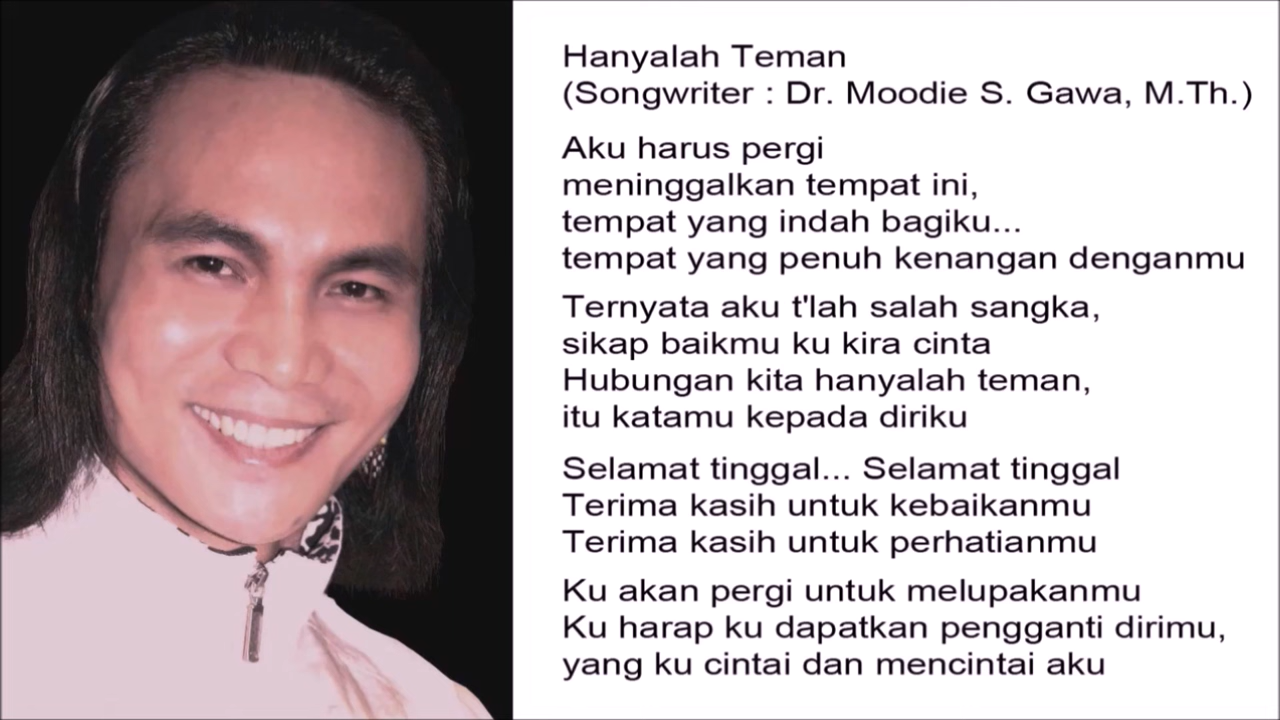 Hanyalah Teman
(Songwriter : Dr. Moodie S. Gawa, M.Th.)
Aku harus pergi
meninggalkan tempat ini,
tempat yang indah bagiku...
tempat yang penuh kenangan denganmu
Ternyata aku t'lah salah sangka,
sikap baikmu ku kira cinta
Hubungan kita hanyalah teman,
itu katamu kepada diriku
Selamat tinggal... Selamat tinggal
Terima kasih untuk kebaikanmu
Terima kasih untuk perhatianmu
Ku akan pergi untuk melupakanmu
Ku harap ku dapatkan pengganti dirimu,
yang ku cintai dan mencintai aku